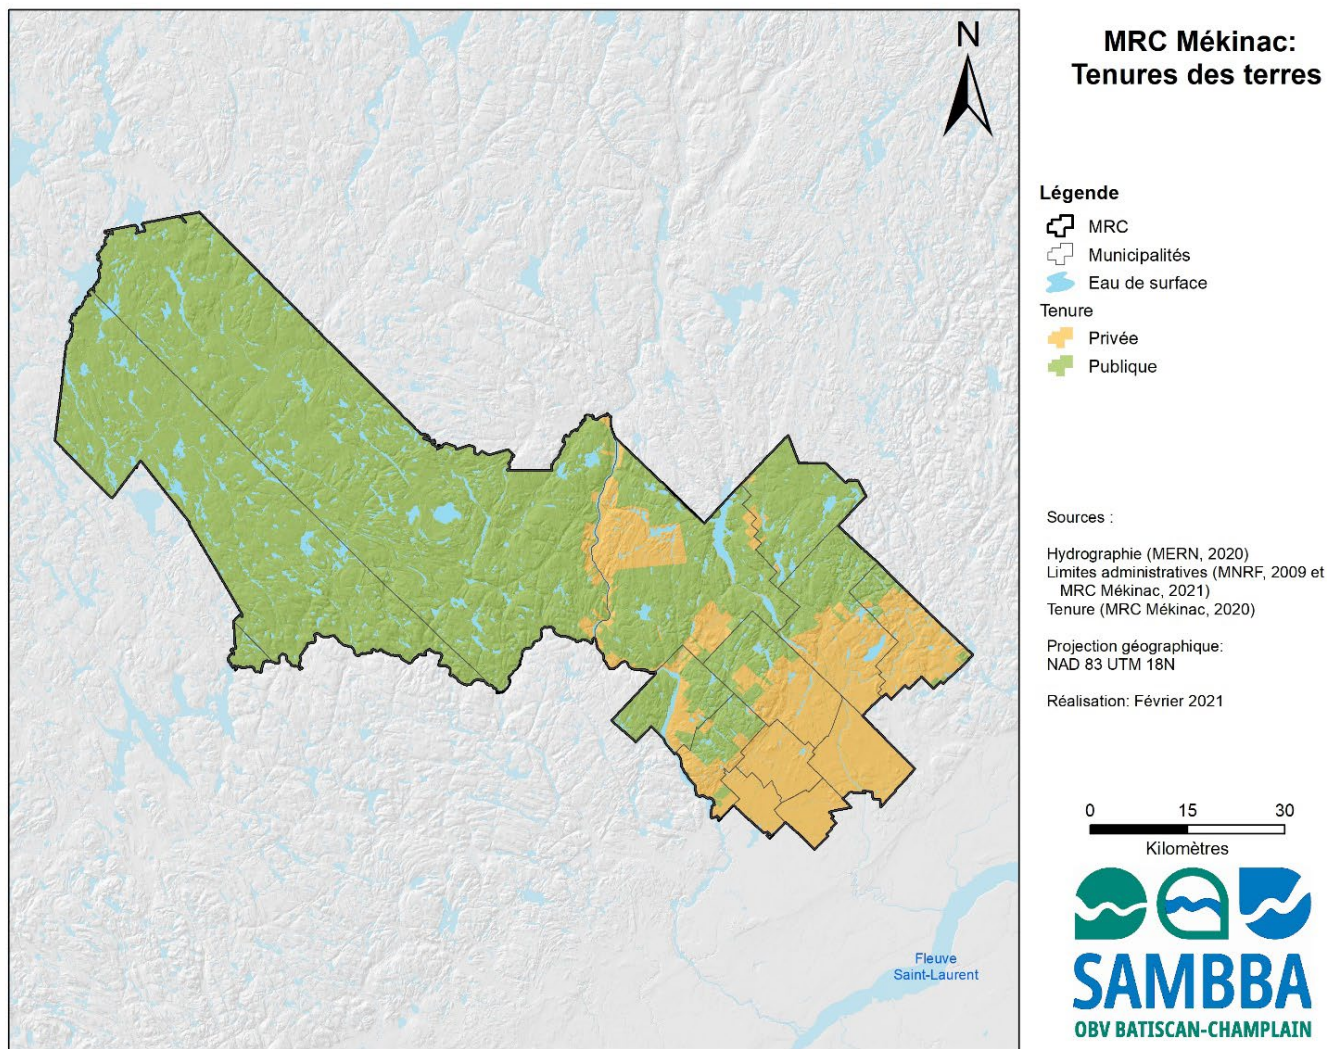 N
MRC Mékinac:
Tenures des terres
Légende
MRC
Municipalités
Eau de surface
Tenure
Privée
Publique
Sources :
Hydrographie (MERN, 2020)
Limites administratives (MNRF, 2009 et
MRC Mékinac, 2021)
Tenure (MRC Mékinac, 2020)
Projection géographique:
NAD 83 UTM 18N
Réalisation: Février 2021
0 15 30
Kilomètres
SAMBBA
OBV BATISCAN-CHAMPLAIN
Fleuve
Saint-Laurent